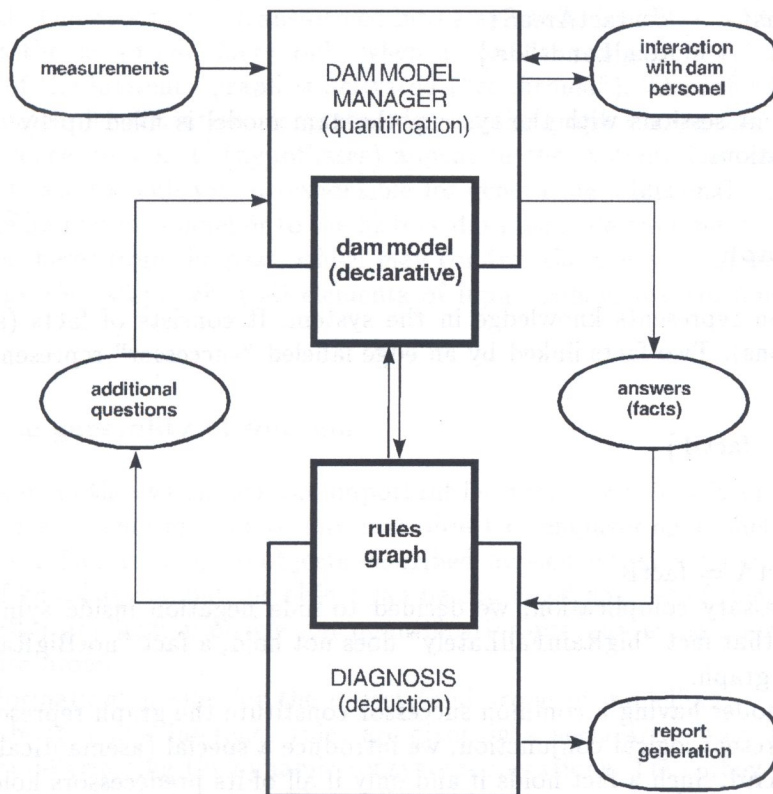 measurements
DAM MODEL
MANAGER
(quantification)
interaction
with dam
personel
dam model
(declarative)
additional
questions
answers
(facts)
rules
graph
DIAGNOSIS
(deduction)
report
generation